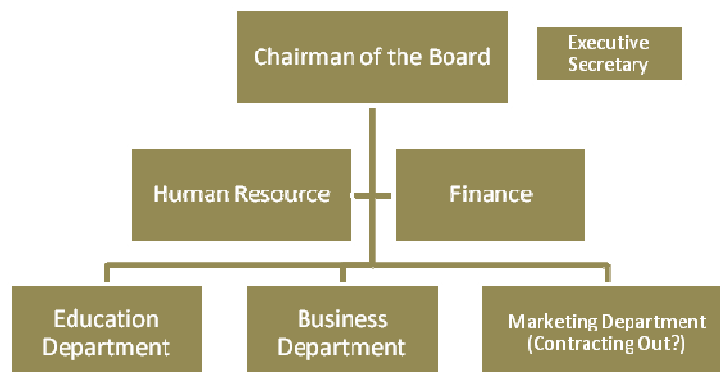 Chairman of the Board
Executive
Secretary
Human Resource
Finance
Education
Department
Business
Department
Marketing Department
(Contracting Out?)